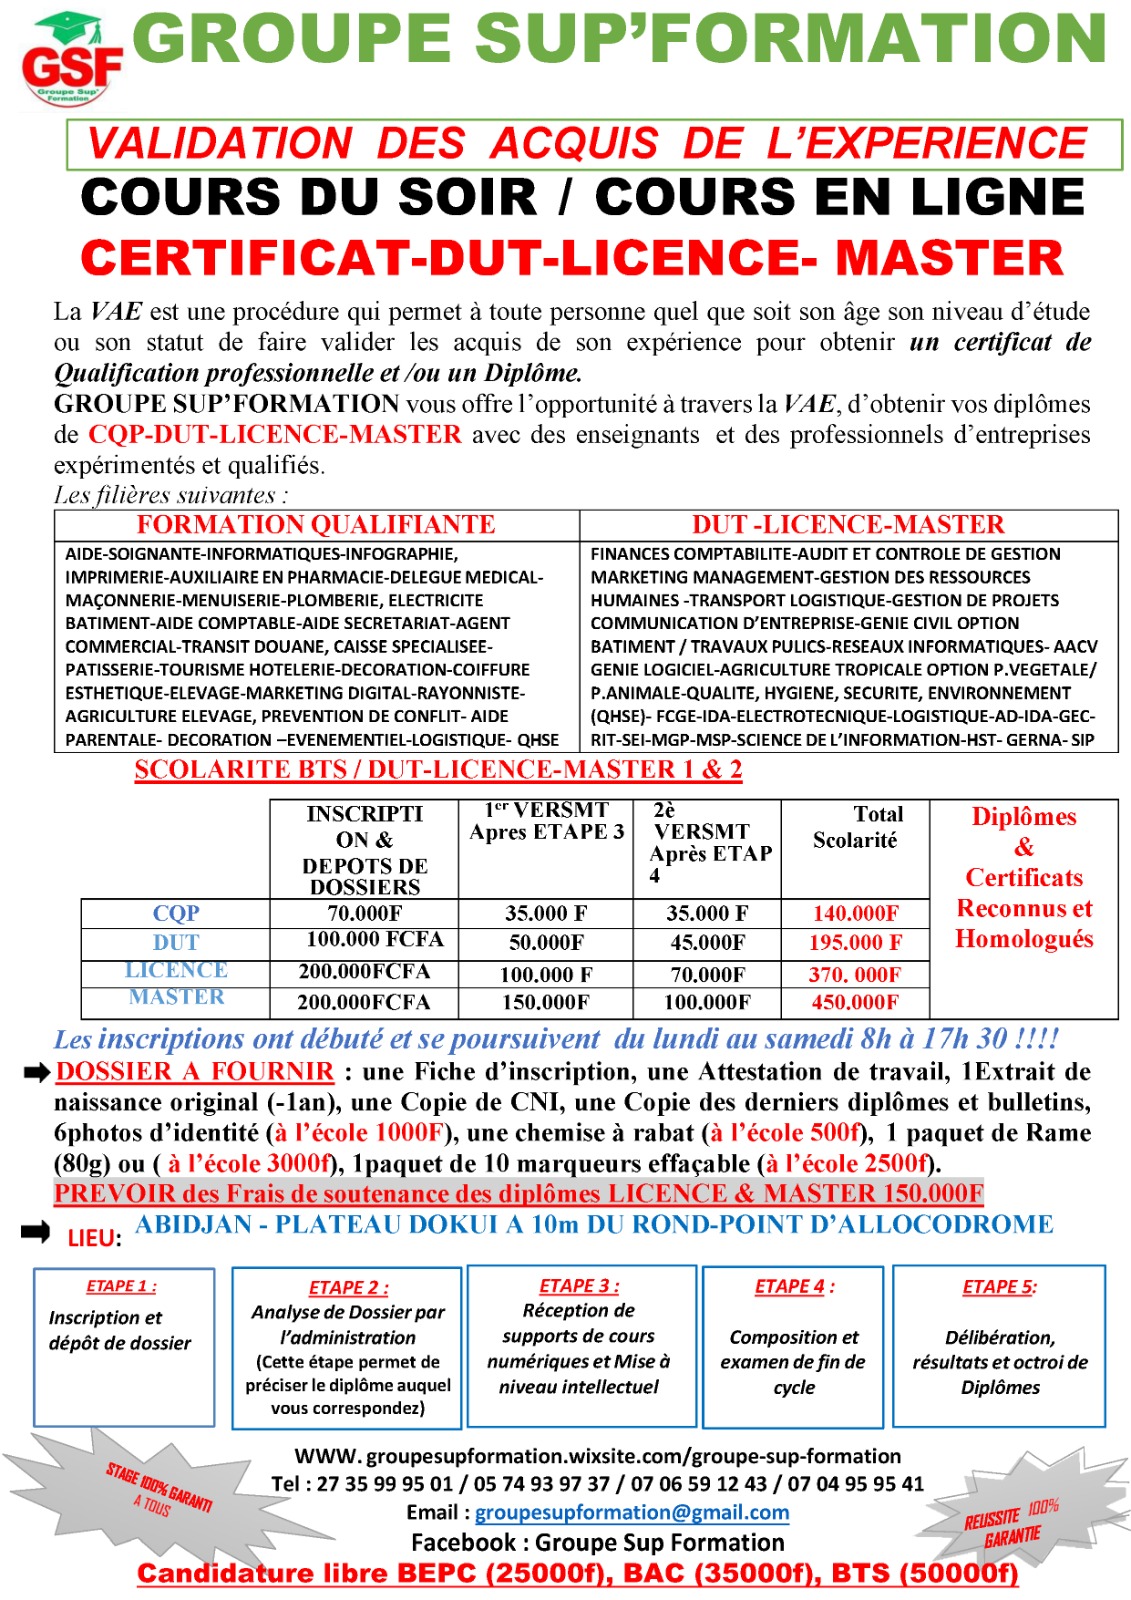 GSF
Groupe Sup'
Formation
GROUPE SUP'FORMATION
VALIDATION DES ACQUIS DE L'EXPERIENCE
COURS DU SOIR / COURS EN LIGNE
CERTIFICAT-DUT-LICENCE- MASTER
La VAE est une procédure qui permet à toute personne quel que soit son âge son niveau d'étude
ou son statut de faire valider les acquis de son expérience pour obtenir un certificat de
Qualification professionnelle et /ou un Diplôme.
GROUPE SUP'FORMATION vous offre l'opportunité à travers la VAE, d'obtenir vos diplômes
de CQP-DUT-LICENCE-MASTER avec des enseignants et des professionnels d'entreprises
expérimentés et qualifiés.
Les filières suivantes :
FORMATION QUALIFIANTE
AIDE-SOIGNANTE-INFORMATIQUES-INFOGRAPHIE,
IMPRIMERIE-AUXILIAIRE EN PHARMACIE-DELEGUE MEDICAL-
MAÇONNERIE-MENUISERIE-PLOMBERIE, ELECTRICITE
BATIMENT-AIDE COMPTABLE-AIDE SECRETARIAT-AGENT
COMMERCIAL-TRANSIT DOUANE, CAISSE SPECIALISEE-
PATISSERIE-TOURISME HOTELERIE-DECORATION-COIFFURE
ESTHETIQUE-ELEVAGE-MARKETING DIGITAL-RAYONNISTE-
AGRICULTURE ELEVAGE, PREVENTION DE CONFLIT- AIDE
PARENTALE- DECORATION –EVENEMENTIEL-LOGISTIQUE- QHSE
DUT -LICENCE-MASTER
FINANCES COMPTABILITE-AUDIT ET CONTROLE DE GESTION
MARKETING MANAGEMENT-GESTION DES RESSOURCES
HUMAINES -TRANSPORT LOGISTIQUE-GESTION DE PROJETS
COMMUNICATION D'ENTREPRISE-GENIE CIVIL OPTION
BATIMENT / TRAVAUX PULICS-RESEAUX INFORMATIQUES- AACV
GENIE LOGICIEL-AGRICULTURE TROPICALE OPTION P.VEGETALE/
P.ANIMALE-QUALITE, HYGIENE, SECURITE, ENVIRONNEMENT
(QHSE)- FCGE-IDA-ELECTROTECNIQUE-LOGISTIQUE-AD-IDA-GEC-
RIT-SEI-MGP-MSP-SCIENCE DE L'INFORMATION-HST- GERNA- SIP
SCOLARITE BTS / DUT-LICENCE-MASTER 1 & 2
INSCRIPTI
ON &
DEPOTS DE
DOSSIERS
1er VERSMT
Apres ETAPE 3
2è
VERSMT
Après ETAP
4
Total
Scolarité
Diplômes
&
Certificats
Reconnus et
Homologués
CQP 70.000F 35.000 F 35.000 F 140.000F
DUT 100.000 FCFA 50.000F 45.000F 195.000 F
LICENCE 200.000FCFA 100.000 F 70.000F 370. 000F
MASTER 200.000FCFA 150.000F 100.000F 450.000F
Les inscriptions ont débuté et se poursuivent du lundi au samedi 8h à 17h 30 !!!!
DOSSIER A FOURNIR : une Fiche d'inscription, une Attestation de travail, 1Extrait de
naissance original (-1an), une Copie de CNI, une Copie des derniers diplômes et bulletins,
6photos d'identité (à l'école 1000F), une chemise à rabat (à l'école 500f), 1 paquet de Rame
(80g) ou ( à l'école 3000f), 1paquet de 10 marqueurs effaçable (à l'école 2500f).
PREVOIR des Frais de soutenance des diplômes LICENCE & MASTER 150.000F
LIEU: ABIDJAN - PLATEAU DOKUI A 10m DU ROND-POINT D'ALLOCODROME
ETAPE 1 :
Inscription et
dépôt de dossier
ETAPE 2 :
Analyse de Dossier par
l'administration
(Cette étape permet de
préciser le diplôme auquel
vous correspondez)
ETAPE 3 :
Réception de
supports de cours
numériques et Mise à
niveau intellectuel
ETAPE 4 :
Composition et
examen de fin de
cycle
ETAPE 5:
Délibération,
résultats et octroi de
Diplômes
STAGE 100% GARANTI
A TOUS
WWW. groupesupformation.wixsite.com/groupe-sup-formation
Tel : 27 35 99 95 01 / 05 74 93 97 37 / 07 06 59 12 43 / 07 04 95 95 41
Email : groupesupformation@gmail.com
Facebook : Groupe Sup Formation
REUSSITE 100%
GARANTIE
Candidature libre BEPC (25000f), BAC (35000f), BTS (50000f)